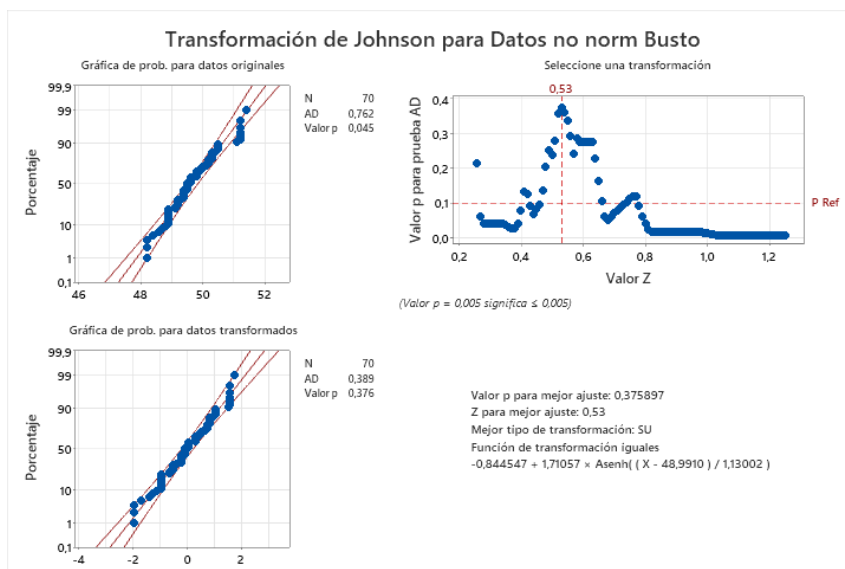 Transformación de Johnson para Datos no norm Busto
Gráfica de prob. para datos originales
99,9
99
90
50
10
1
0,1
Porcentaje
46 48 50 52
N 70
AD 0,762
Valor p 0,045
Seleccione una transformación
0,53
0,4
0,3
0,2
0,1
0,0
Valor p para prueba AD
P Ref
0,2 0,4 0,6 0,8 1,0 1,2
Valor Z
(Valor p = 0,005 significa ≤ 0,005)
Gráfica de prob. para datos transformados
99,9
99
90
50
10
1
0,1
Porcentaje
-4 -2 0 2
N 70
AD 0,389
Valor p 0,376
Valor p para mejor ajuste: 0,375897
Z para mejor ajuste: 0,53
Mejor tipo de transformación: SU
Función de transformación iguales
-0,844547 + 1,71057 × Asenh( ( X - 48,9910 ) / 1,13002 )